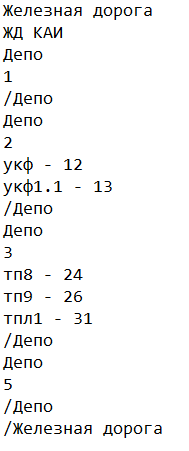 Железная дорога
ЖД КАИ
Депо
1
/Депо
Депо
2
укф - 12
укф1.1 - 13
/Депо
Депо
3
тп8 - 24
тп9 - 26
тпл1 - 31
/Депо
Депо
5
/Депо
/Железная дорога